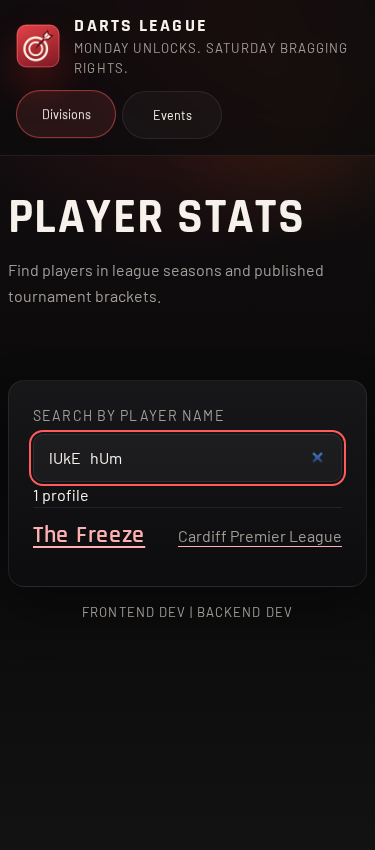 DARTS LEAGUE
MONDAY UNLOCKS. SATURDAY BRAGGING
RIGHTS.
Divisions
Events
PLAYER STATS
Find players in league seasons and published
tournament brackets.
SEARCH BY PLAYER NAME
lUkE hUm
1 profile
The Freeze
Cardiff Premier League
FRONTEND DEV | BACKEND DEV